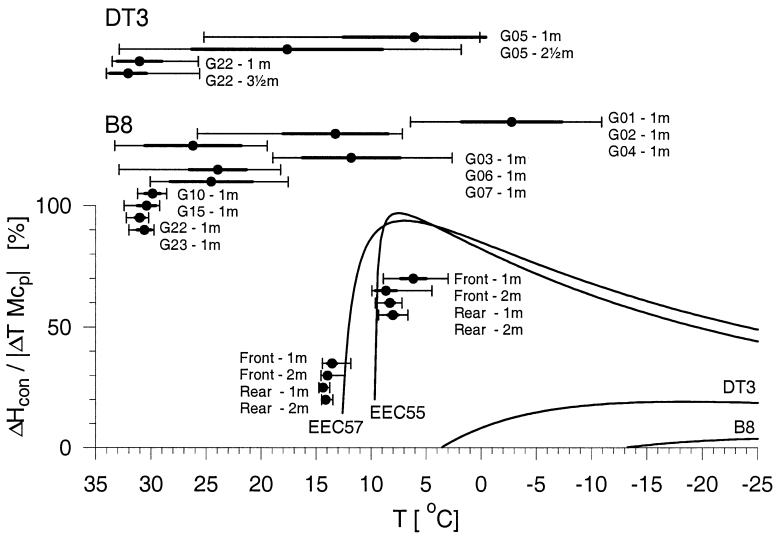 DT3
G05 - 1m
G05 - 2½m
G22 - 1 m
G22 - 3½m
B8
G01 - 1m
G02 - 1m
G04 - 1m
G03 - 1m
G06 - 1m
G07 - 1m
G10 - 1m
G15 - 1m
G22 - 1m
G23 - 1m
100
50
0
ΔH_con / |ΔT Mc_p| [%]
Front - 1m
Front - 2m
Rear - 1m
Rear - 2m
Front - 1m
Front - 2m
Rear - 1m
Rear - 2m
EEC57
EEC55
DT3
B8
35 30 25 20 15 10 5 0 -5 -10 -15 -20 -25
T [ °C]